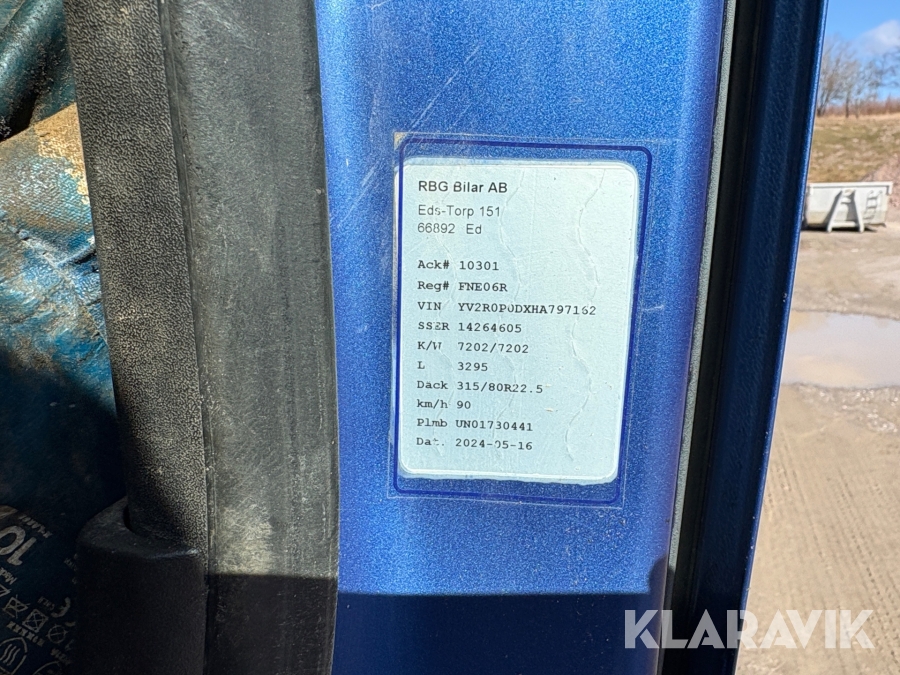 RBG Bilar AB
Eds-Torp 151
66892 Ed
Ack# 10301
Reg# FNE06R
VIN YV2R0P0DXHA797162
SSER 14264605
K/W 7202/7202
L 3295
Dack 315/80R22.5
km/h 90
Plmb UN01730441
Dat. 2024-05-16
10
KLARAVIK